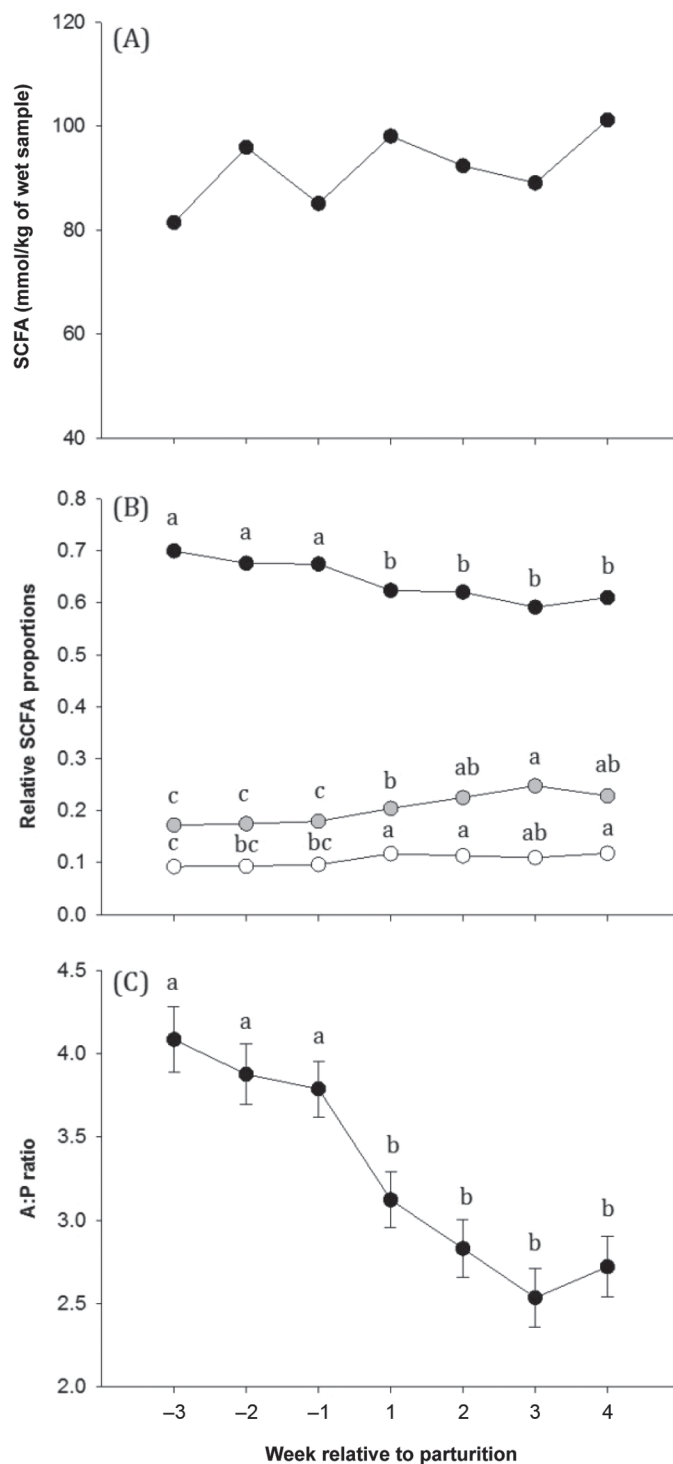 (A)
SCFA (mmol/kg of wet sample)
120
100
80
60
40
(B)
Relative SCFA proportions
0.8
0.7
0.6
0.5
0.4
0.3
0.2
0.1
0.0
a a a b b b b
c c c b ab a ab
c bc bc a a ab a
(C)
A:P ratio
4.5
4.0
3.5
3.0
2.5
2.0
a a a b b b b
–3 –2 –1 1 2 3 4
Week relative to parturition